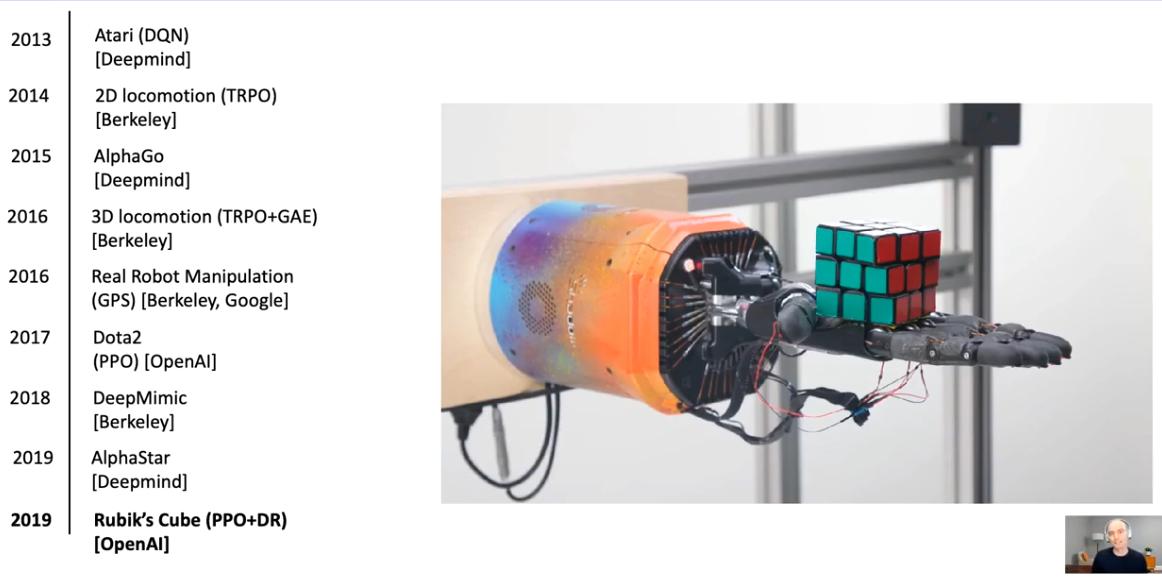 2013
Atari (DQN)
[Deepmind]
2014
2D locomotion (TRPO)
[Berkeley]
2015
AlphaGo
[Deepmind]
2016
3D locomotion (TRPO+GAE)
[Berkeley]
2016
Real Robot Manipulation
(GPS) [Berkeley, Google]
2017
Dota2
(PPO) [OpenAI]
2018
DeepMimic
[Berkeley]
2019
AlphaStar
[Deepmind]
2019
Rubik's Cube (PPO+DR)
[OpenAI]